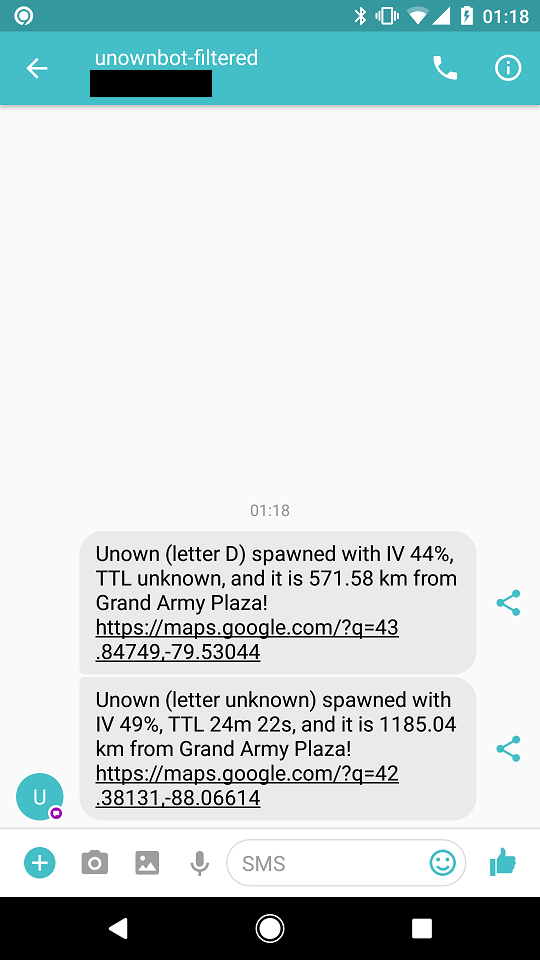 01:18
unownbot-filtered
01:18
Unown (letter D) spawned with IV 44%,
TTL unknown, and it is 571.58 km from
Grand Army Plaza!
https://maps.google.com/?q=43
.84749,-79.53044
Unown (letter unknown) spawned with
IV 49%, TTL 24m 22s, and it is 1185.04
km from Grand Army Plaza!
https://maps.google.com/?q=42
.38131,-88.06614
U
SMS